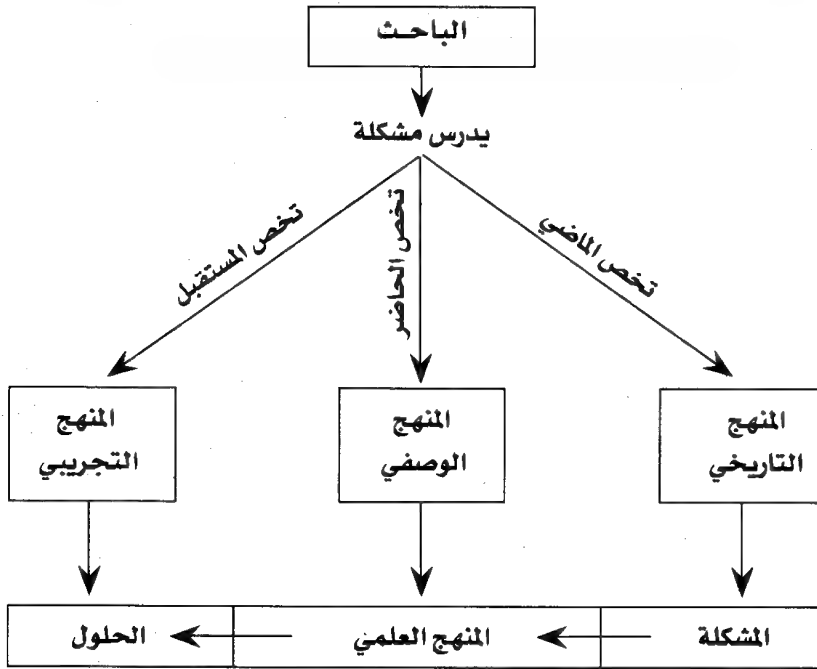 الباحث
يدرس مشكلة
تخص الماضي
تخص الحاضر
تخص المستقبل
المنهج
التاريخي
المنهج
الوصفي
المنهج
التجريبي
المشكلة
المنهج العلمي
الحلول